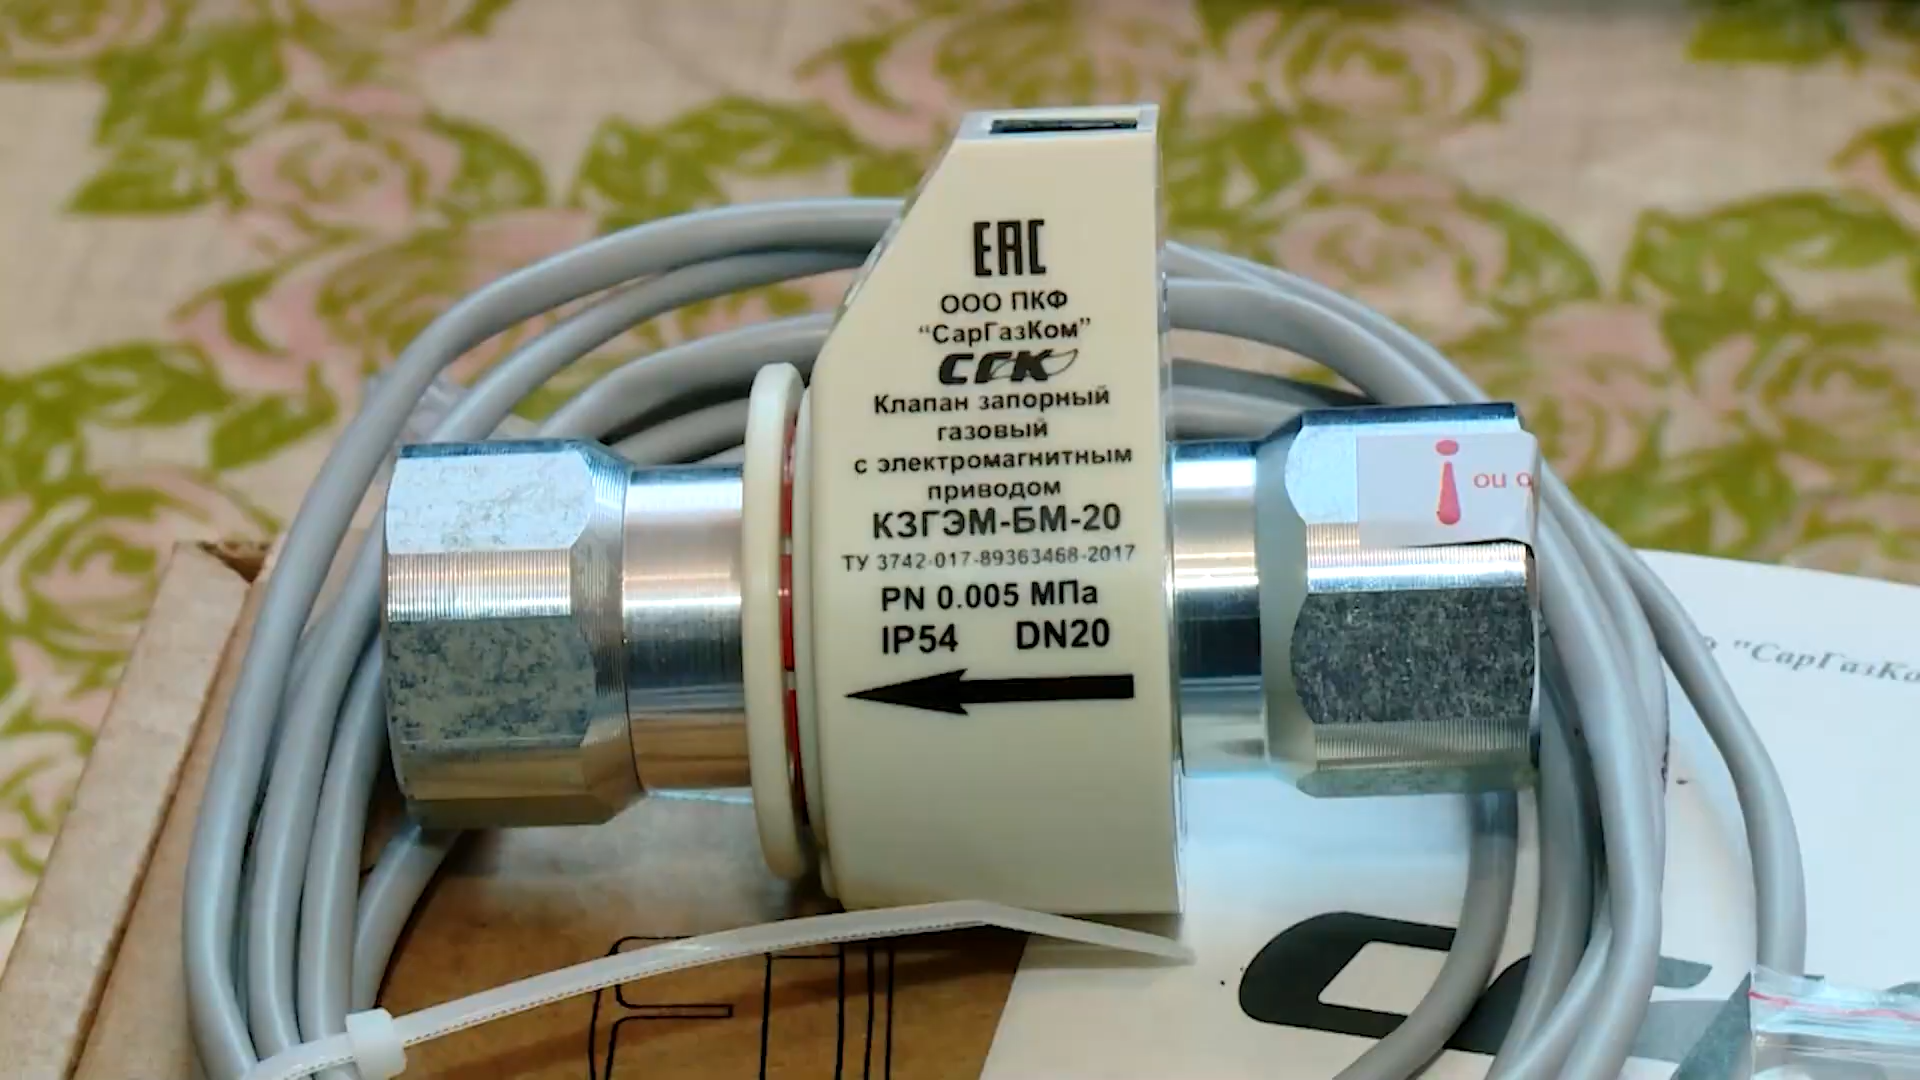 ЕАС
ООО ПКФ
“СарГазКом”
СГК
Клапан запорный
газовый
с электромагнитным
приводом
КЗГЭМ-БМ-20
ТУ 3742-017-89363468-2017
PN 0.005 МПа
IP54 DN20
"СарГазКо